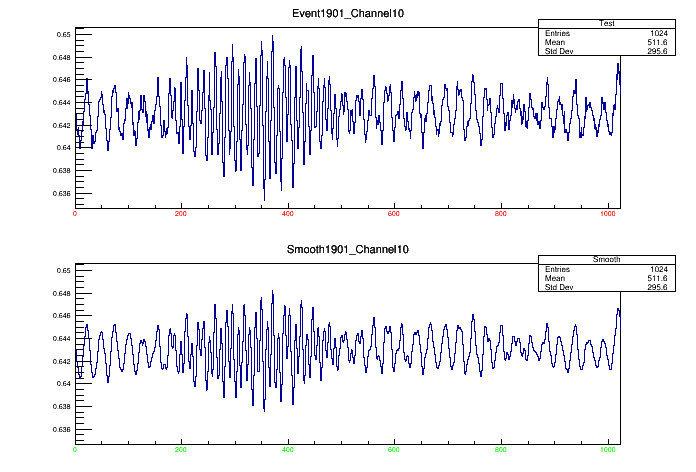 Event1901_Channel10
Test
Entries 1024
Mean 511.6
Std Dev 295.6
0.65
0.648
0.646
0.644
0.642
0.64
0.638
0.636
0 200 400 600 800 1000
Smooth1901_Channel10
Smooth
Entries 1024
Mean 511.6
Std Dev 295.6
0.65
0.648
0.646
0.644
0.642
0.64
0.638
0.636
0 200 400 600 800 1000